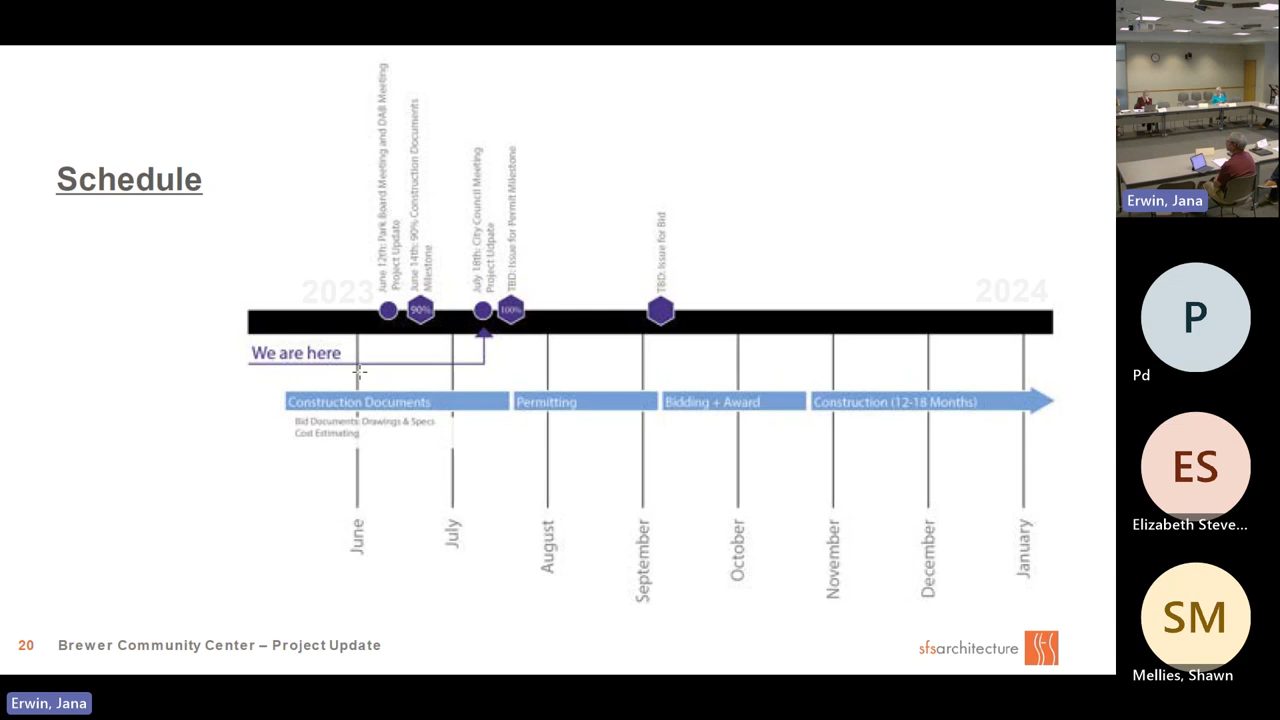 Schedule
June 12th: Park Board Meeting and DAB Meeting
Project Update
June 14th: 90% Construction Documents
Milestone
July 18th: City Council Meeting
Project Udpate
TBD: Issue for Permit Milestone
TBD: Issue for Bid
2023
2024
90%
100%
We are here
Construction Documents
Permitting
Bidding + Award
Construction (12-18 Months)
Bid Documents: Drawings & Specs
Cost Estimating
June
July
August
September
October
November
December
January
20 Brewer Community Center – Project Update
sfsarchitecture
Erwin, Jana
Erwin, Jana
P
Pd
ES
Elizabeth Steve...
SM
Mellies, Shawn